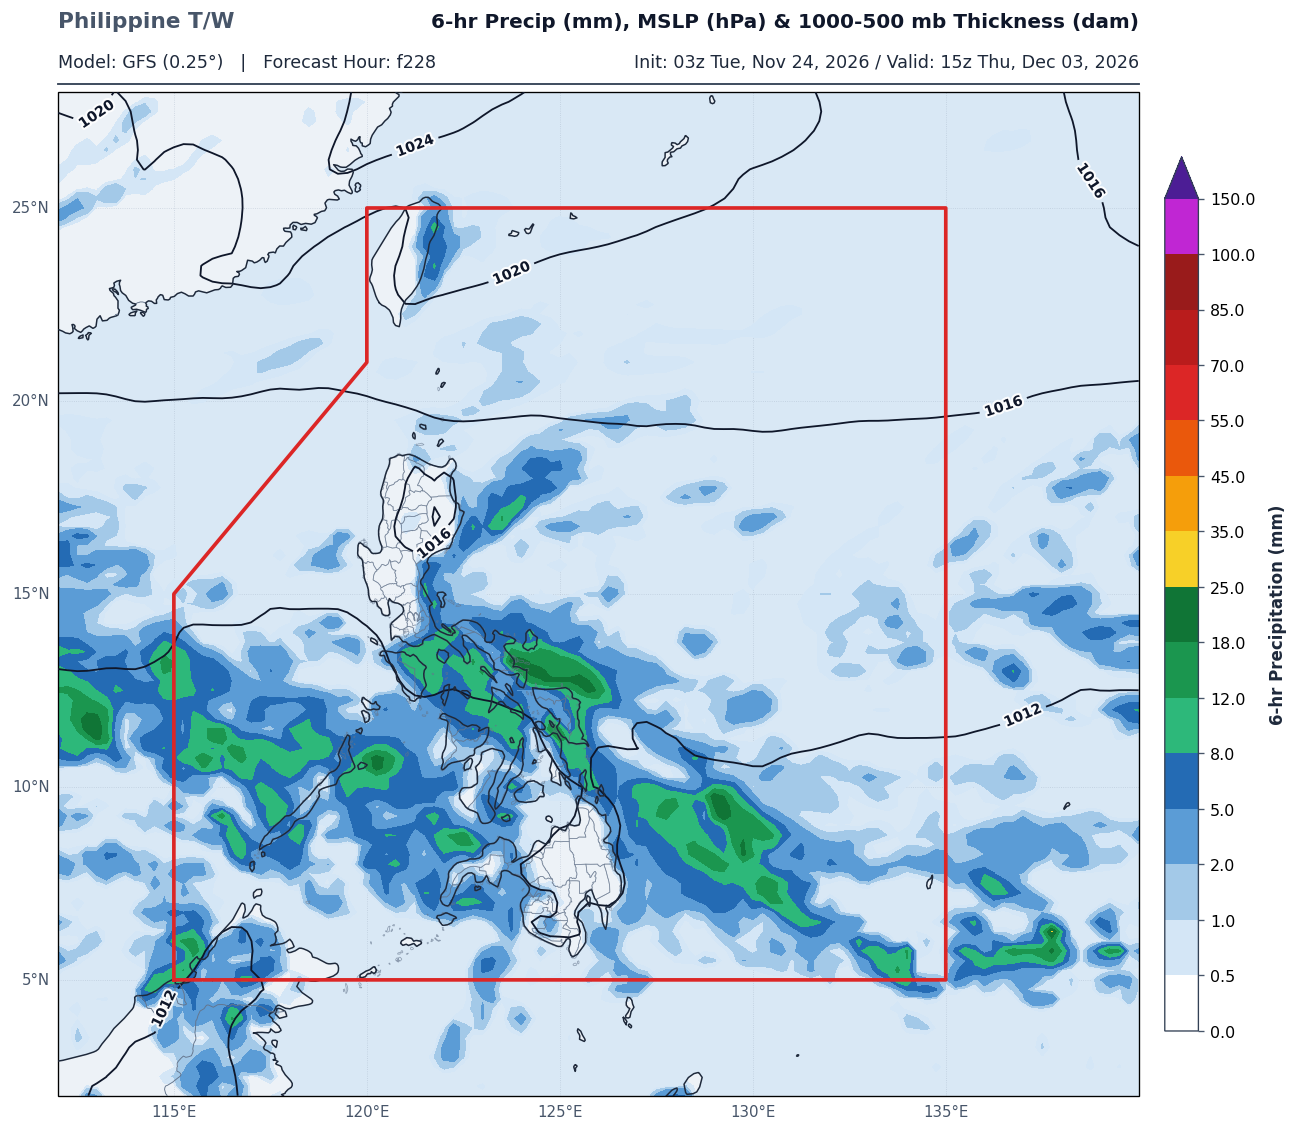 Philippine T/W
6-hr Precip (mm), MSLP (hPa) & 1000-500 mb Thickness (dam)
Model: GFS (0.25°) | Forecast Hour: f228
Init: 03z Tue, Nov 24, 2026 / Valid: 15z Thu, Dec 03, 2026
1020
1024
1016
1020
1016
1016
1012
1012
25°N
20°N
15°N
10°N
5°N
115°E
120°E
125°E
130°E
135°E
150.0
100.0
85.0
70.0
55.0
45.0
35.0
25.0
18.0
12.0
8.0
5.0
2.0
1.0
0.5
0.0
6-hr Precipitation (mm)